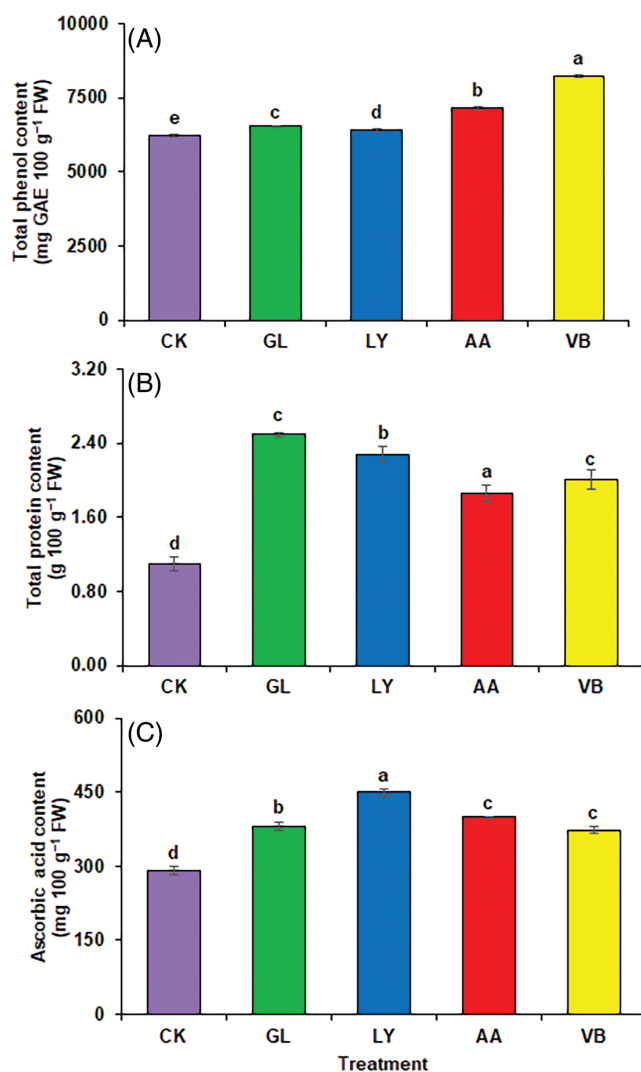 (A)
Total phenol content
(mg GAE 100 g⁻¹ FW)
10000
7500
5000
2500
0
e
c
d
b
a
CK GL LY AA VB
(B)
Total protein content
(g 100 g⁻¹ FW)
3.20
2.40
1.60
0.80
0.00
d
c
b
a
c
CK GL LY AA VB
(C)
Ascorbic acid content
(mg 100 g⁻¹ FW)
600
450
300
150
0
d
b
a
c
c
CK GL LY AA VB
Treatment